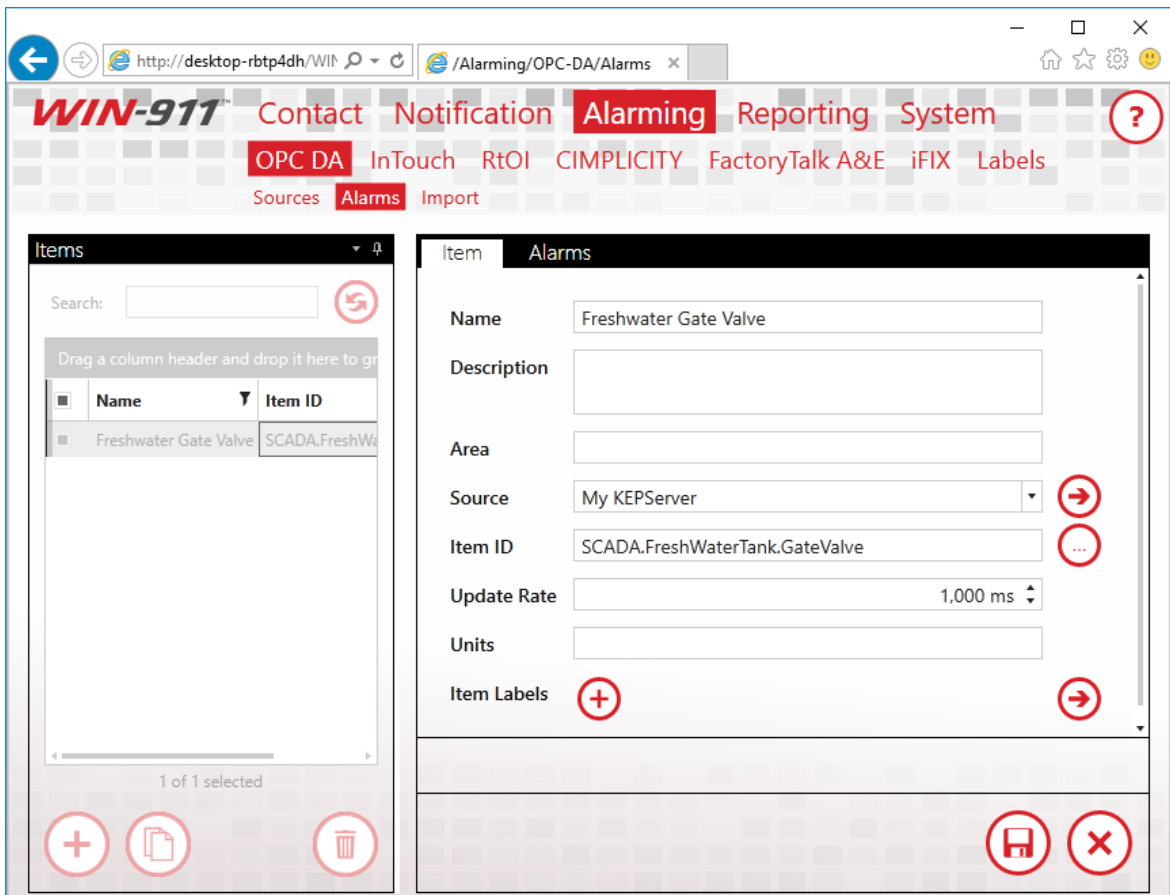 http://desktop-rbtp4dh/WIN
/Alarming/OPC-DA/Alarms
WIN-911™ Contact Notification Alarming Reporting System ?
OPC DA InTouch RtOI CIMPLICITY FactoryTalk A&E iFIX Labels
Sources Alarms Import
Items
Search:
Drag a column header and drop it here to gr
Name Item ID
Freshwater Gate Valve SCADA.FreshWa
1 of 1 selected
Item Alarms
Name Freshwater Gate Valve
Description
Area
Source My KEPServer
Item ID SCADA.FreshWaterTank.GateValve ...
Update Rate 1,000 ms
Units
Item Labels